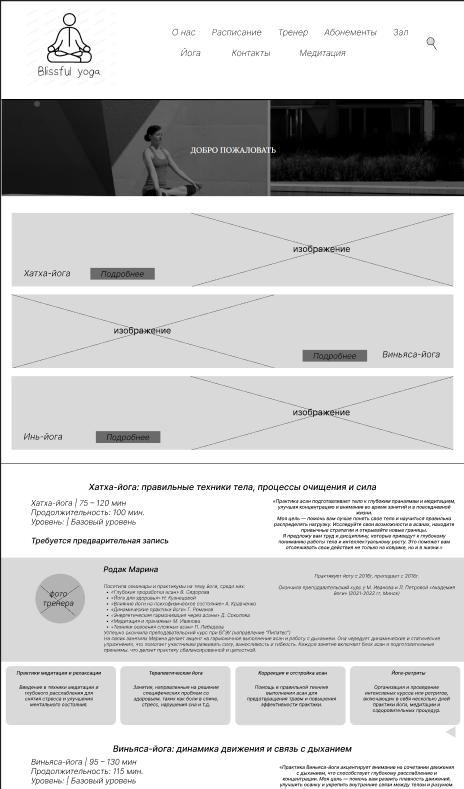 О нас Расписание Тренер Абонементы Зал
Йога Контакты Медитация
Blissful yoga
ДОБРО ПОЖАЛОВАТЬ
изображение
Хатха-йога Подробнее
изображение
Подробнее Виньяса-йога
изображение
Инь-йога Подробнее
Хатха-йога: правильные техники тела, процессы очищения и сила
Хатха-йога | 75 – 120 мин
Продолжительность: 100 мин.
Уровень: | Базовый уровень
Требуется предварительная запись
«Практика асан подготавливает тело к глубоким пранаямам и медитациям,
улучшая концентрацию и внимание во время занятий и в повседневной
жизни.
Моя цель — помочь вам лучше понять свое тело и научиться правильно
распределять нагрузку. Исследуйте свои возможности в асанах, находите
привычные стратегии и открывайте новые границы.
Я предложу вам труд и дисциплину, которые приведут к глубокому
пониманию работы тела и интеллектуальному росту. Это поможет вам
отслеживать свои действия не только на коврике, но и в жизни.»
фото
тренера
Родак Марина
Посетила семинары и практикумы на тему йоги, среди них:
• «Глубокие проработки асан» В. Сидорова
• «Йога для здоровья» Н. Кузнецовой
• «Влияние йоги на психофизическое состояние» А. Кравченко
• «Динамические практики йоги» Т. Романов
• «Энергетическая гармонизация через асаны» Д. Соколова
• «Медитация и пранаямы» М. Иванова
• «Техники освоения сложных асан» П. Лебедева
Успешно окончила преподавательский курс при БГФУ (направление "Пилатес")
На своих занятиях Марина делает акцент на гармоничное выполнение асан и работу с дыханием. Она чередует динамические и статические
упражнения, что помогает участникам развивать силу, выносливость и гибкость. Каждое занятие включает блок асан и подготовительные
пранаямы, что делает практику сбалансированной и целостной.
Практикует йогу с 2016г, преподает с 2018г.
Окончила преподавательский курс у М. Иванова и Л. Петровой «Академия
йоги» (2021-2022 гг, Минск)
Практики медитации и релаксации
Введение в техники медитации и
глубокого расслабления для
снятия стресса и улучшения
ментального состояния.
Терапевтическая йога
Занятия, направленные на решение
специфических проблем со
здоровьем, таких как боли в спине,
стресс, нарушения сна и т.д.
Коррекция и отстройка асан
Помощь в правильной технике
выполнения асан для
предотвращения травм и повышения
эффективности практики.
Йога-ретриты
Организация и проведение
интенсивных курсов или ретритов,
включающих в себя несколько дней
практики йоги, медитации и
оздоровительных процедур.
Виньяса-йога: динамика движения и связь с дыханием
Виньяса-йога | 95 – 130 мин
Продолжительность: 115 мин.
Уровень: | Базовый уровень
«Практика Виньяса-йоги акцентирует внимание на сочетании движения
с дыханием, что способствует глубокому расслаблению и
концентрации. Моя цель — помочь вам развить плавность движений,
улучшить осанку и укрепить внутренние связи между телом и разумом.